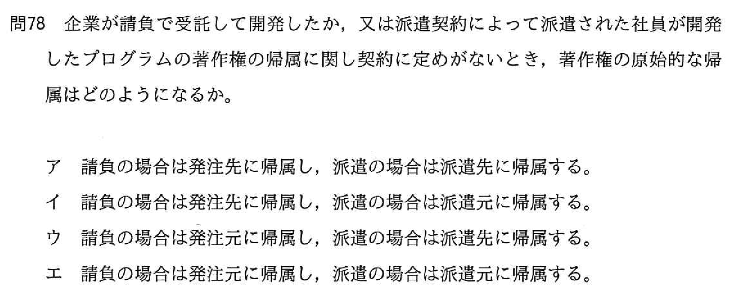 問78 企業が請負で受託して開発したか，又は派遣契約によって派遣された社員が開発
したプログラムの著作権の帰属に関し契約に定めがないとき，著作権の原始的な帰
属はどのようになるか。
ア 請負の場合は発注先に帰属し，派遣の場合は派遣先に帰属する。
イ 請負の場合は発注先に帰属し，派遣の場合は派遣元に帰属する。
ウ 請負の場合は発注元に帰属し，派遣の場合は派遣先に帰属する。
エ 請負の場合は発注元に帰属し，派遣の場合は派遣元に帰属する。